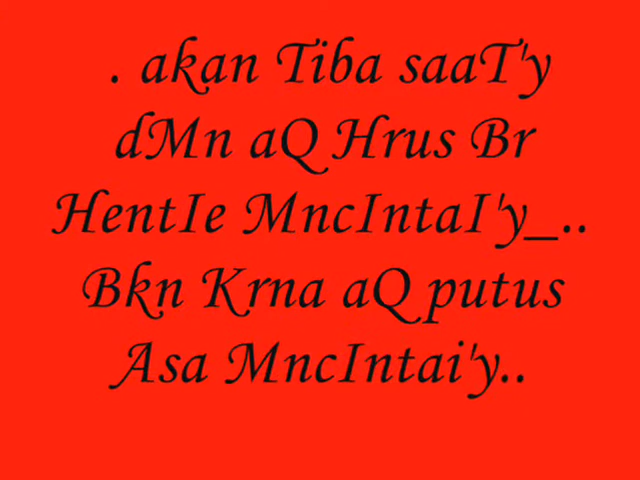 . akan Tiba saaT'y
dMn aQ Hrus Br
HentIe MncIntaI'y_..
Bkn Krna aQ putus
Asa MncIntai'y..